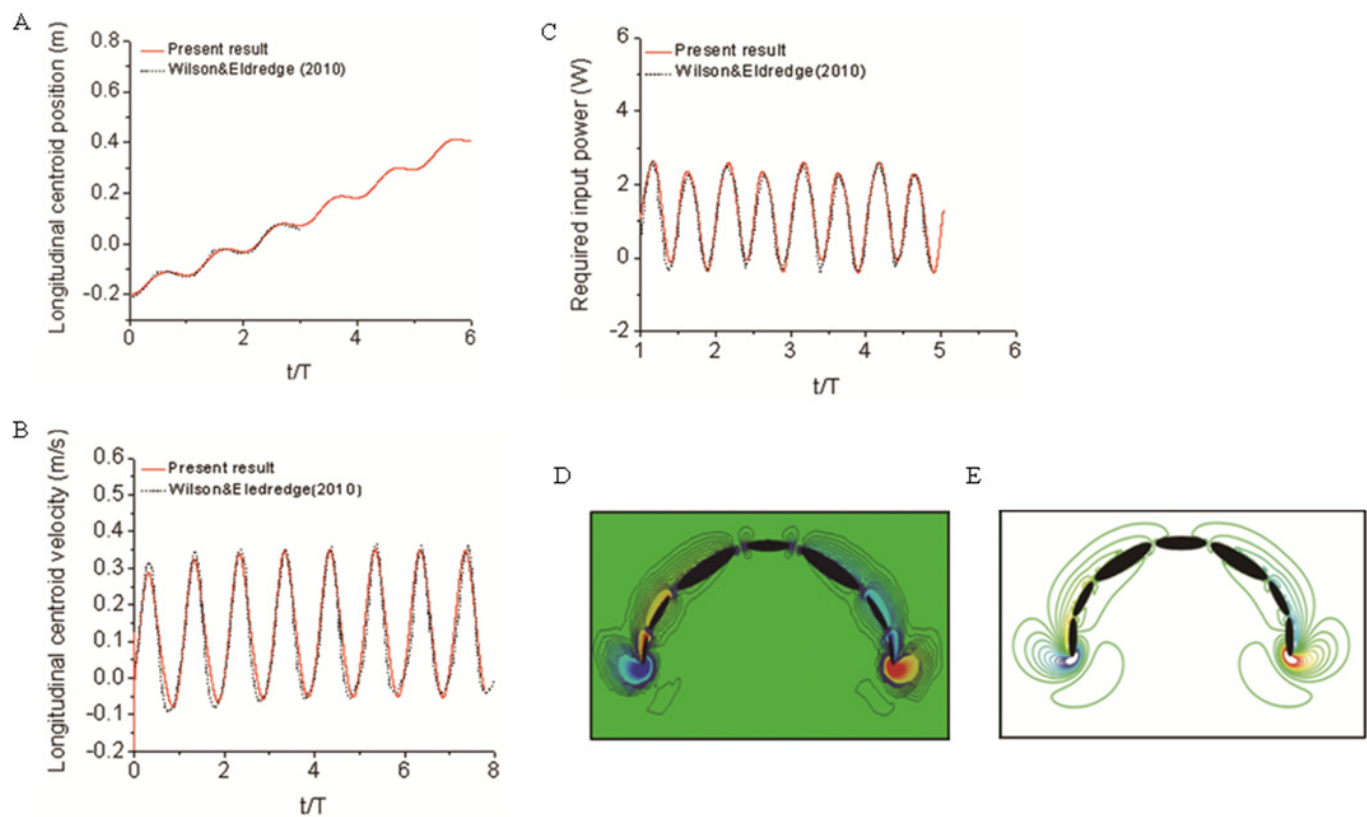 A
Longitudinal centroid position (m)
0.8
0.6
0.4
0.2
0.0
-0.2
Present result
Wilson&Eldredge (2010)
0
2
4
6
t/T
C
Required input power (W)
6
4
2
0
-2
Present result
Wilson&Eldredge(2010)
1
2
3
4
5
6
t/T
B
Longitudinal centroid velocity (m/s)
0.6
0.5
0.4
0.3
0.2
0.1
0.0
-0.1
-0.2
Present result
Wilson&Eledredge(2010)
0
2
4
6
8
t/T
D
E